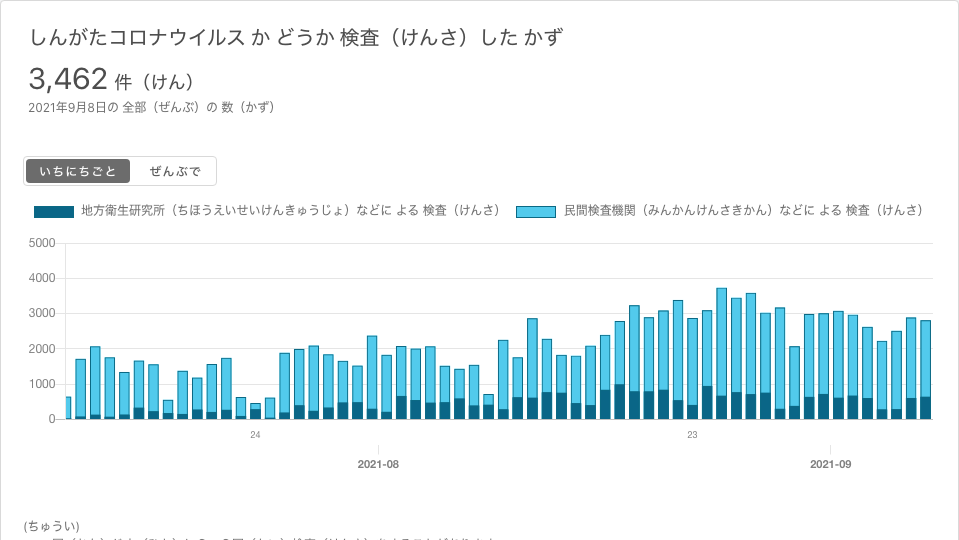 しんがたコロナウイルス か どうか 検査（けんさ）した かず
3,462 件（けん）
2021年9月8日の 全部（ぜんぶ）の 数（かず）
いちにちごと ぜんぶで
地方衛生研究所（ちほうえいせいけんきゅうじょ）などに よる 検査（けんさ） 民間検査機関（みんかんけんさきかん）などに よる 検査（けんさ）
5000
4000
3000
2000
1000
0
24 23
2021-08 2021-09
(ちゅうい)